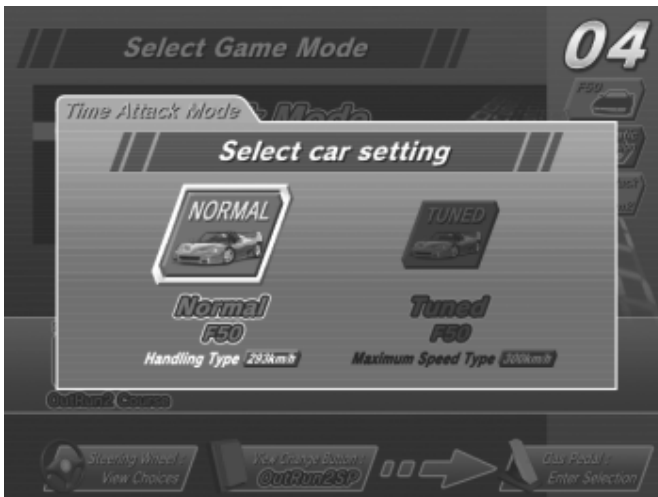 Select Game Mode
04
F50
Time Attack Mode
Select car setting
NORMAL
TUNED
Normal
Tuned
F50
F50
Handling Type 293km/h
Maximum Speed Type 300km/h
OutRun2 Course
Steering Wheel:
View Choices
View Change Button:
OutRun2SP
Gas Pedal:
Enter Selection